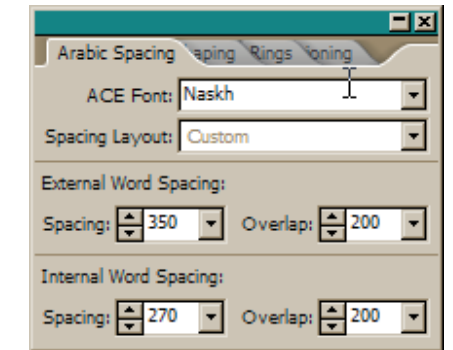 Arabic Spacing Rings
ACE Font: Naskh
Spacing Layout: Custom
External Word Spacing:
Spacing: 350 Overlap: 200
Internal Word Spacing:
Spacing: 270 Overlap: 200